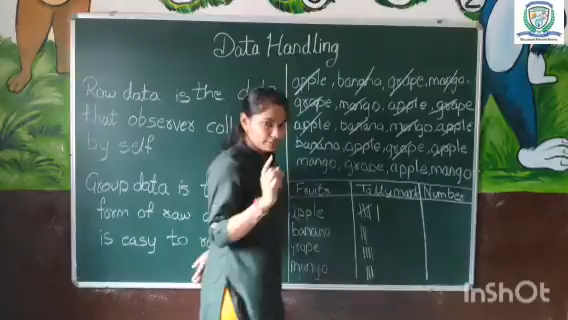 Data Handling
Raw data is the data
that observer coll
by self
Group data is
form of raw
is easy to
apple, banana, grape, mango,
grape, mango, apple, grape,
apple, banana, mango, apple
banana, apple, grape, apple
mango, grape, apple, mango
Fruits Tally mark Number
apple
banana
grape
mango
InShOt